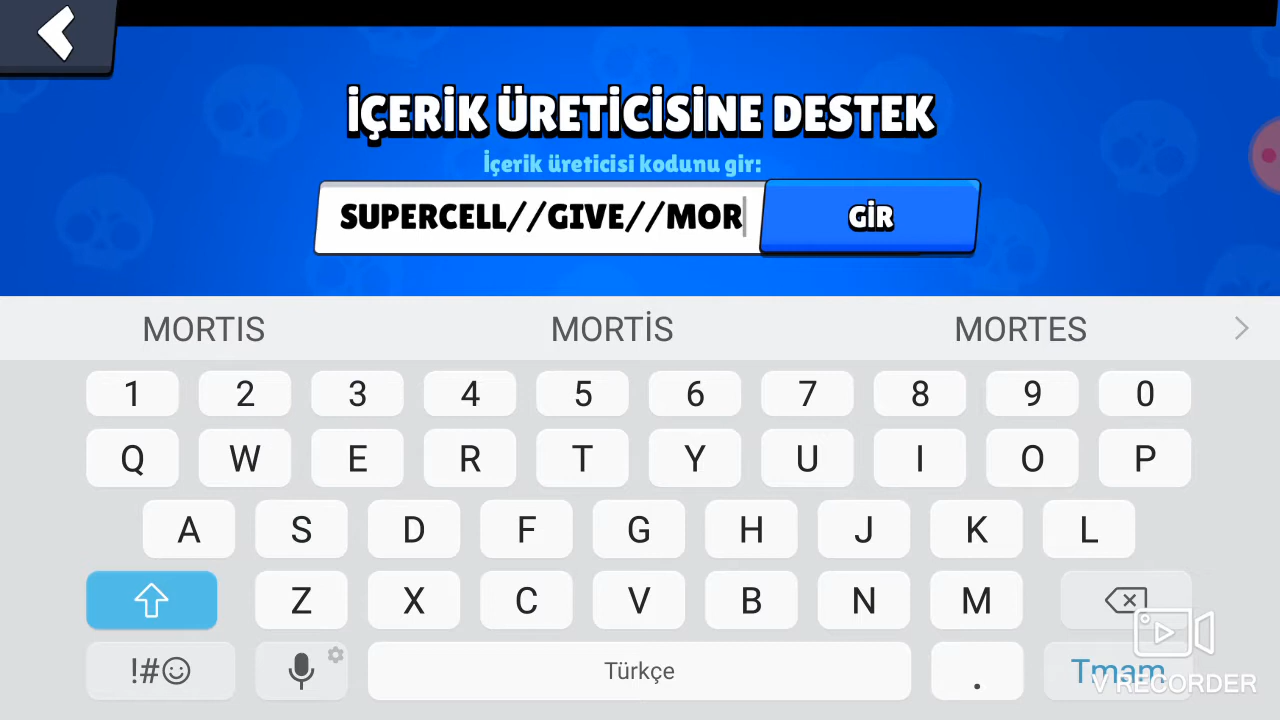 İÇERİK ÜRETİCİSİNE DESTEK
İçerik üreticisi kodunu gir:
SUPERCELL//GIVE//MOR
GİR
MORTIS MORTİS MORTES
1 2 3 4 5 6 7 8 9 0
Q W E R T Y U I O P
A S D F G H J K L
Z X C V B N M
!#☺ Türkçe . Tmam
V RECORDER